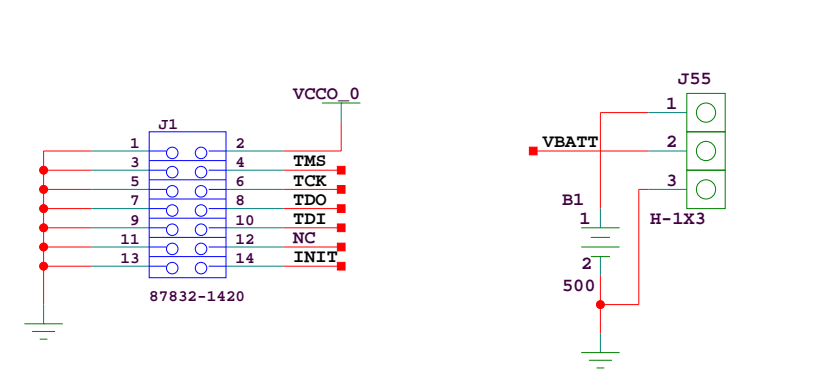 VCCO_0
J1
1 2
3 4 TMS
5 6 TCK
7 8 TDO
9 10 TDI
11 12 NC
13 14 INIT
87832-1420
J55
1
VBATT 2
3
B1
1 H-1X3
2
500